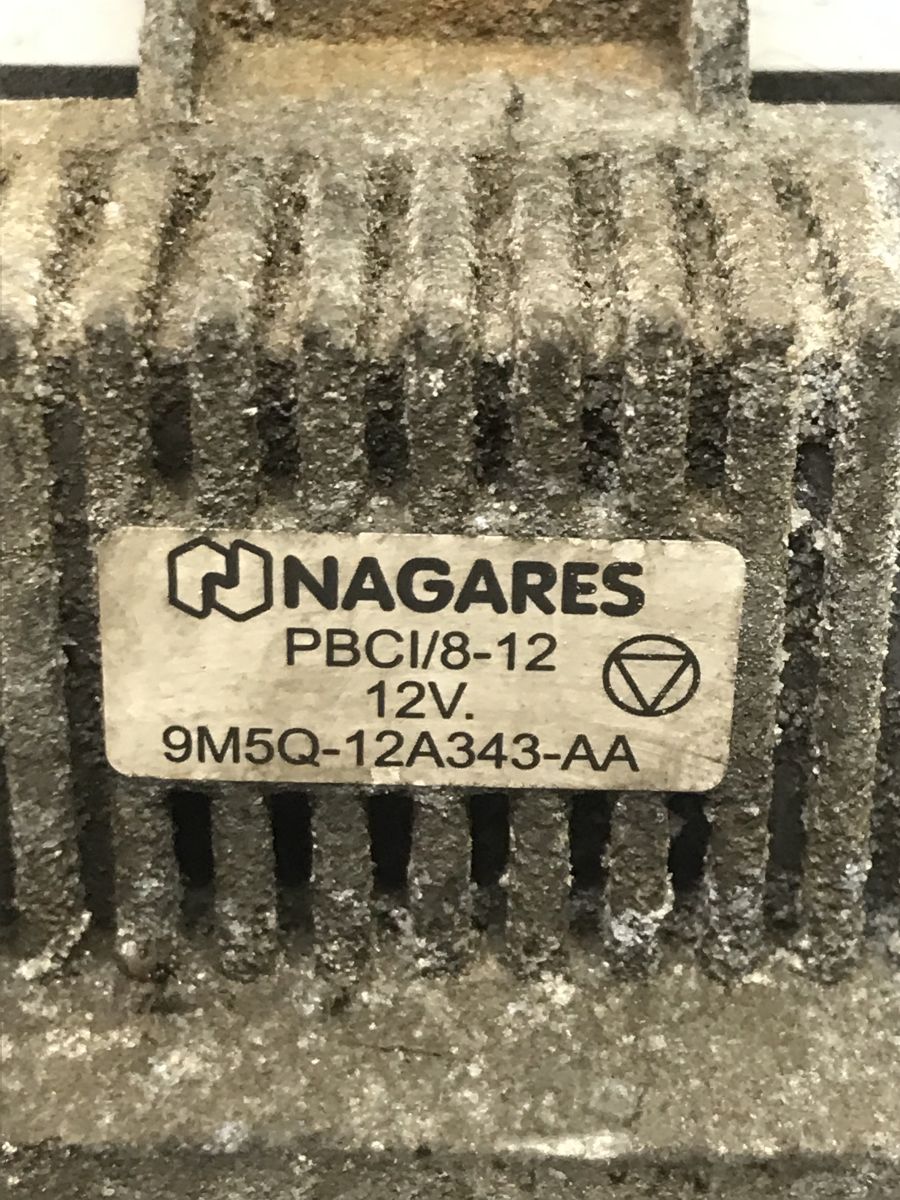 NAGARES
PBCI/8-12
12V.
9M5Q-12A343-AA